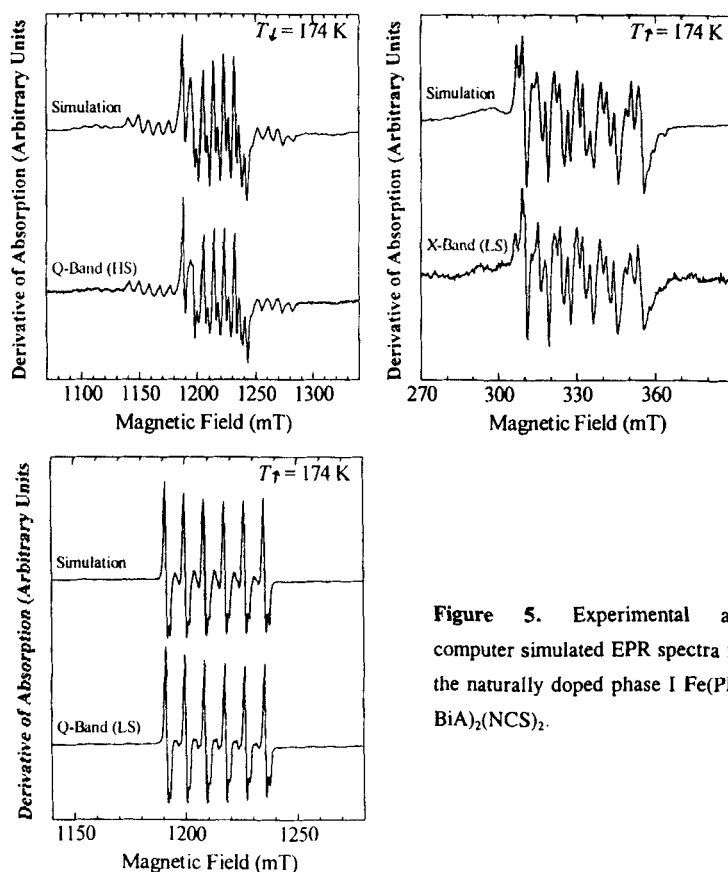 Derivative of Absorption (Arbitrary Units
T↓ = 174 K
Simulation
Q-Band (HS)
1100 1150 1200 1250 1300
Magnetic Field (mT)
Derivative of Absorption (Arbitrary Units
T↑ = 174 K
Simulation
X-Band (LS)
270 300 330 360
Magnetic Field (mT)
Derivative of Absorption (Arbitrary Units
T↑ = 174 K
Simulation
Q-Band (LS)
1150 1200 1250
Magnetic Field (mT)
Figure 5. Experimental a
computer simulated EPR spectra
the naturally doped phase I Fe(P
BiA)₂(NCS)₂.